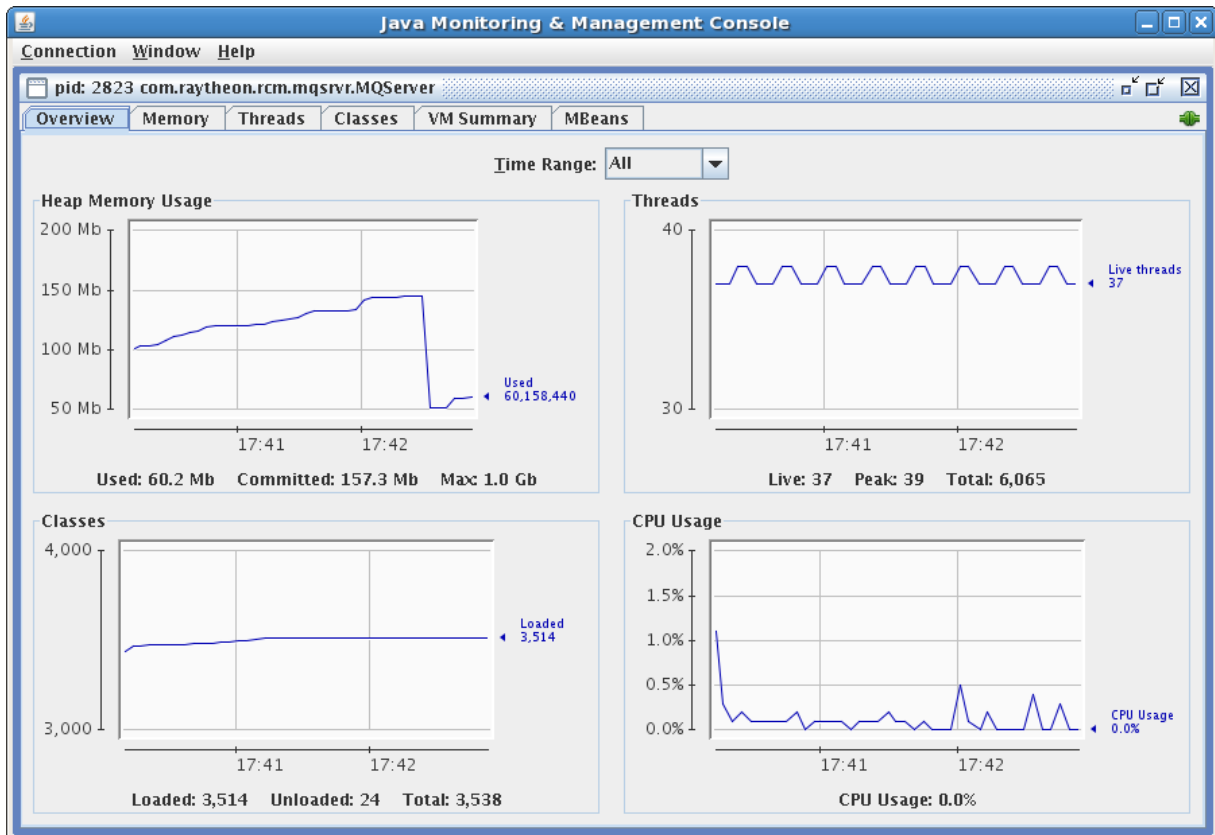 Java Monitoring & Management Console
Connection Window Help
pid: 2823 com.raytheon.rcm.mqsrvr.MQServer
Overview Memory Threads Classes VM Summary MBeans
Time Range: All
Heap Memory Usage
200 Mb
150 Mb
100 Mb
50 Mb
Used
60,158,440
17:41 17:42
Used: 60.2 Mb Committed: 157.3 Mb Max: 1.0 Gb
Threads
40
30
Live threads
37
17:41 17:42
Live: 37 Peak: 39 Total: 6,065
Classes
4,000
3,000
Loaded
3,514
17:41 17:42
Loaded: 3,514 Unloaded: 24 Total: 3,538
CPU Usage
2.0%
1.5%
1.0%
0.5%
0.0%
CPU Usage
0.0%
17:41 17:42
CPU Usage: 0.0%